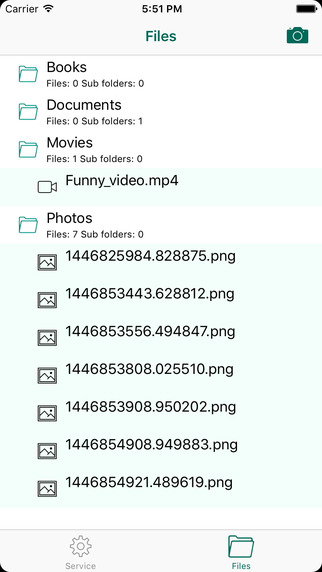 Carrier 5:51 PM
Files
Books
Files: 0 Sub folders: 0
Documents
Files: 0 Sub folders: 1
Movies
Files: 1 Sub folders: 0
Funny_video.mp4
Photos
Files: 7 Sub folders: 0
1446825984.828875.png
1446853443.628812.png
1446853556.494847.png
1446853808.025510.png
1446853908.950202.png
1446854908.949883.png
1446854921.489619.png
Service Files